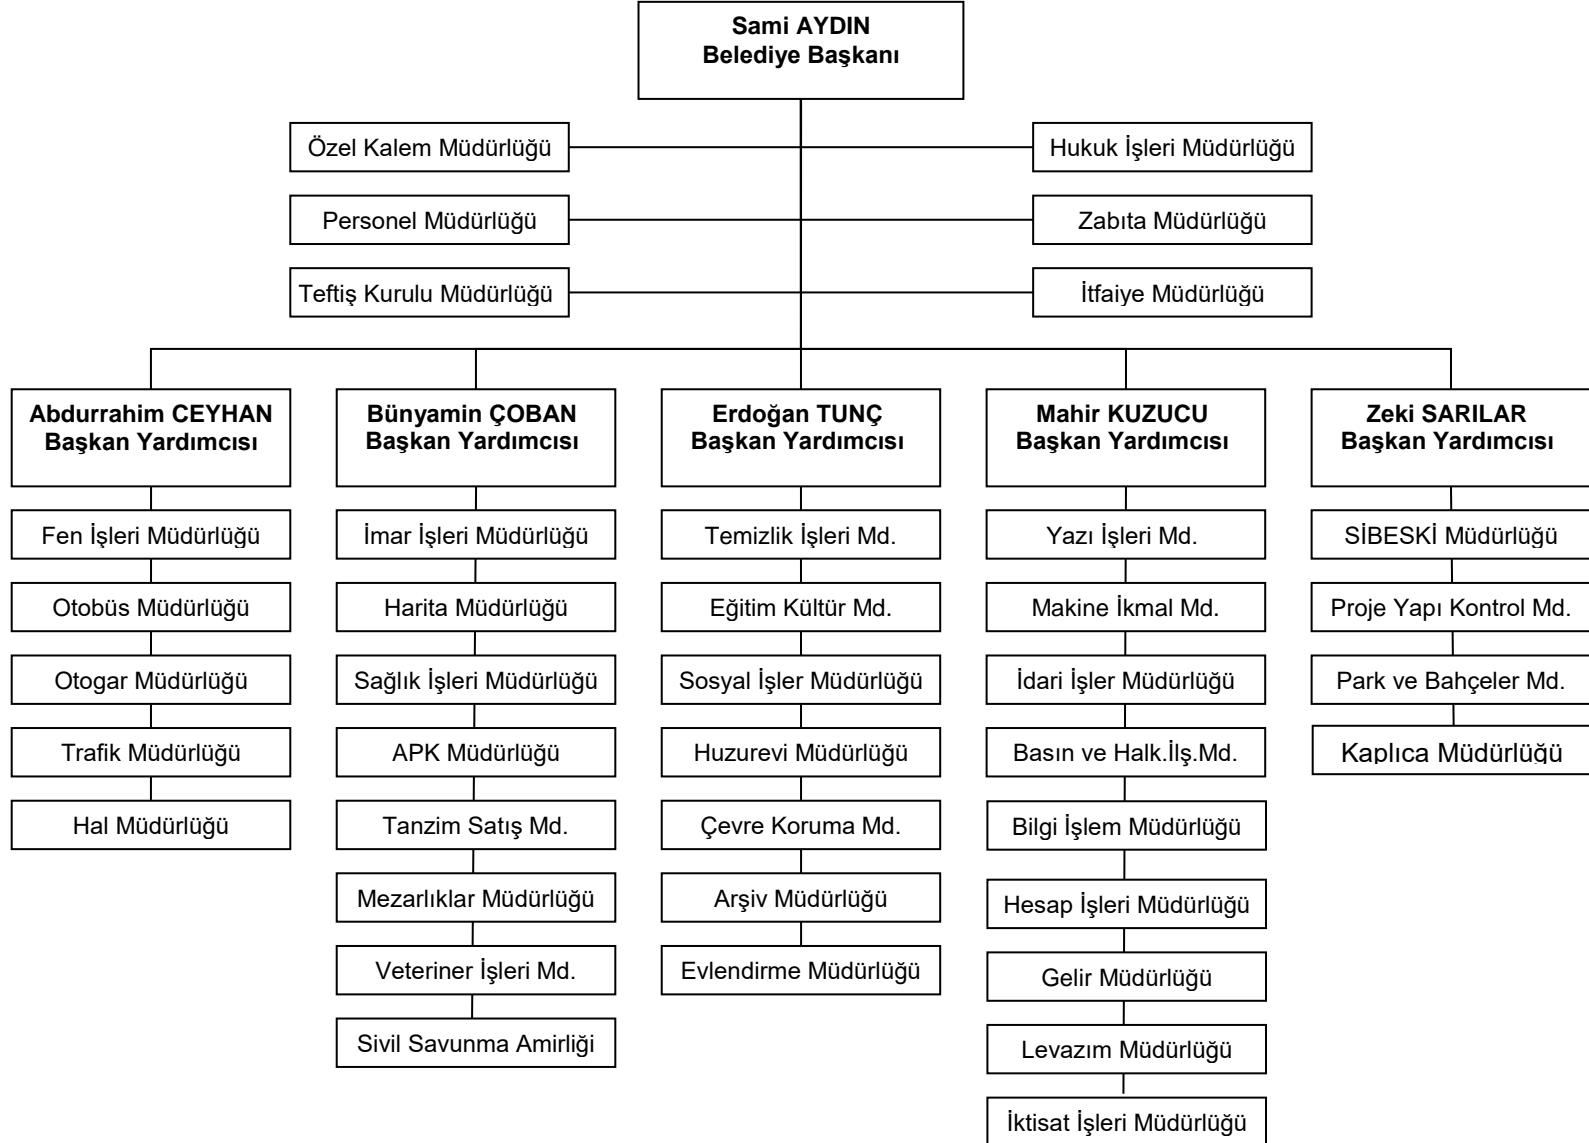 Sami AYDIN
Belediye Başkanı
Özel Kalem Müdürlüğü
Hukuk İşleri Müdürlüğü
Personel Müdürlüğü
Zabıta Müdürlüğü
Teftiş Kurulu Müdürlüğü
İtfaiye Müdürlüğü
Abdurrahim CEYHAN
Başkan Yardımcısı
Fen İşleri Müdürlüğü
Otobüs Müdürlüğü
Otogar Müdürlüğü
Trafik Müdürlüğü
Hal Müdürlüğü
Bünyamin ÇOBAN
Başkan Yardımcısı
İmar İşleri Müdürlüğü
Harita Müdürlüğü
Sağlık İşleri Müdürlüğü
APK Müdürlüğü
Tanzim Satış Md.
Mezarlıklar Müdürlüğü
Veteriner İşleri Md.
Sivil Savunma Amirliği
Erdoğan TUNÇ
Başkan Yardımcısı
Temizlik İşleri Md.
Eğitim Kültür Md.
Sosyal İşler Müdürlüğü
Huzurevi Müdürlüğü
Çevre Koruma Md.
Arşiv Müdürlüğü
Evlendirme Müdürlüğü
Mahir KUZUCU
Başkan Yardımcısı
Yazı İşleri Md.
Makine İkmal Md.
İdari İşler Müdürlüğü
Basın ve Halk.İlş.Md.
Bilgi İşlem Müdürlüğü
Hesap İşleri Müdürlüğü
Gelir Müdürlüğü
Levazım Müdürlüğü
İktisat İşleri Müdürlüğü
Zeki SARILAR
Başkan Yardımcısı
SİBESKİ Müdürlüğü
Proje Yapı Kontrol Md.
Park ve Bahçeler Md.
Kaplıca Müdürlüğü